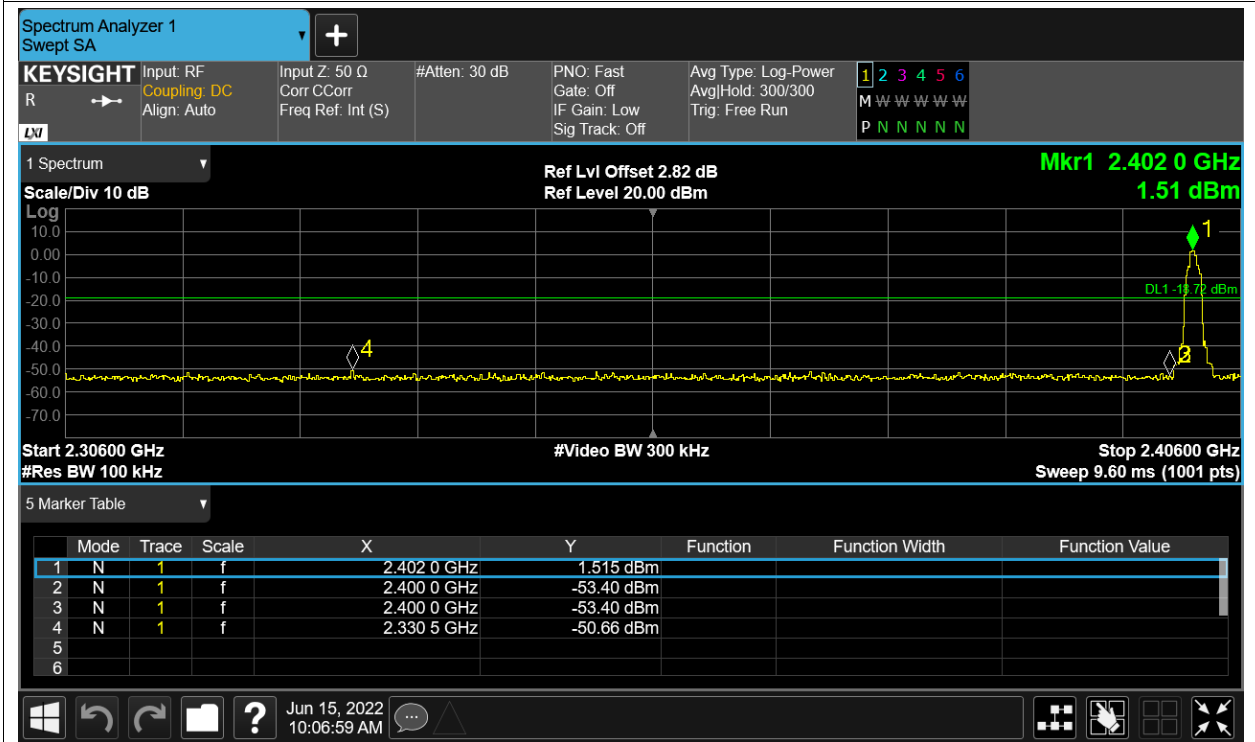 Spectrum Analyzer 1
Swept SA
KEYSIGHT
R
LXI
Input: RF
Coupling: DC
Align: Auto
Input Z: 50 Ω
Corr CCorr
Freq Ref: Int (S)
#Atten: 30 dB
PNO: Fast
Gate: Off
IF Gain: Low
Sig Track: Off
Avg Type: Log-Power
Avg|Hold: 300/300
Trig: Free Run
1 2 3 4 5 6
M W W W W W
P N N N N N
1 Spectrum
Scale/Div 10 dB
Ref Lvl Offset 2.82 dB
Ref Level 20.00 dBm
Mkr1 2.402 0 GHz
1.51 dBm
Log
10.0
0.00
-10.0
-20.0
-30.0
-40.0
-50.0
-60.0
-70.0
1
DL1 -18.72 dBm
4
Start 2.30600 GHz
#Video BW 300 kHz
Stop 2.40600 GHz
#Res BW 100 kHz
Sweep 9.60 ms (1001 pts)
5 Marker Table
Mode Trace Scale X Y Function Function Width Function Value
1 N 1 f 2.402 0 GHz 1.515 dBm
2 N 1 f 2.400 0 GHz -53.40 dBm
3 N 1 f 2.400 0 GHz -53.40 dBm
4 N 1 f 2.330 5 GHz -50.66 dBm
5
6
?
Jun 15, 2022
10:06:59 AM